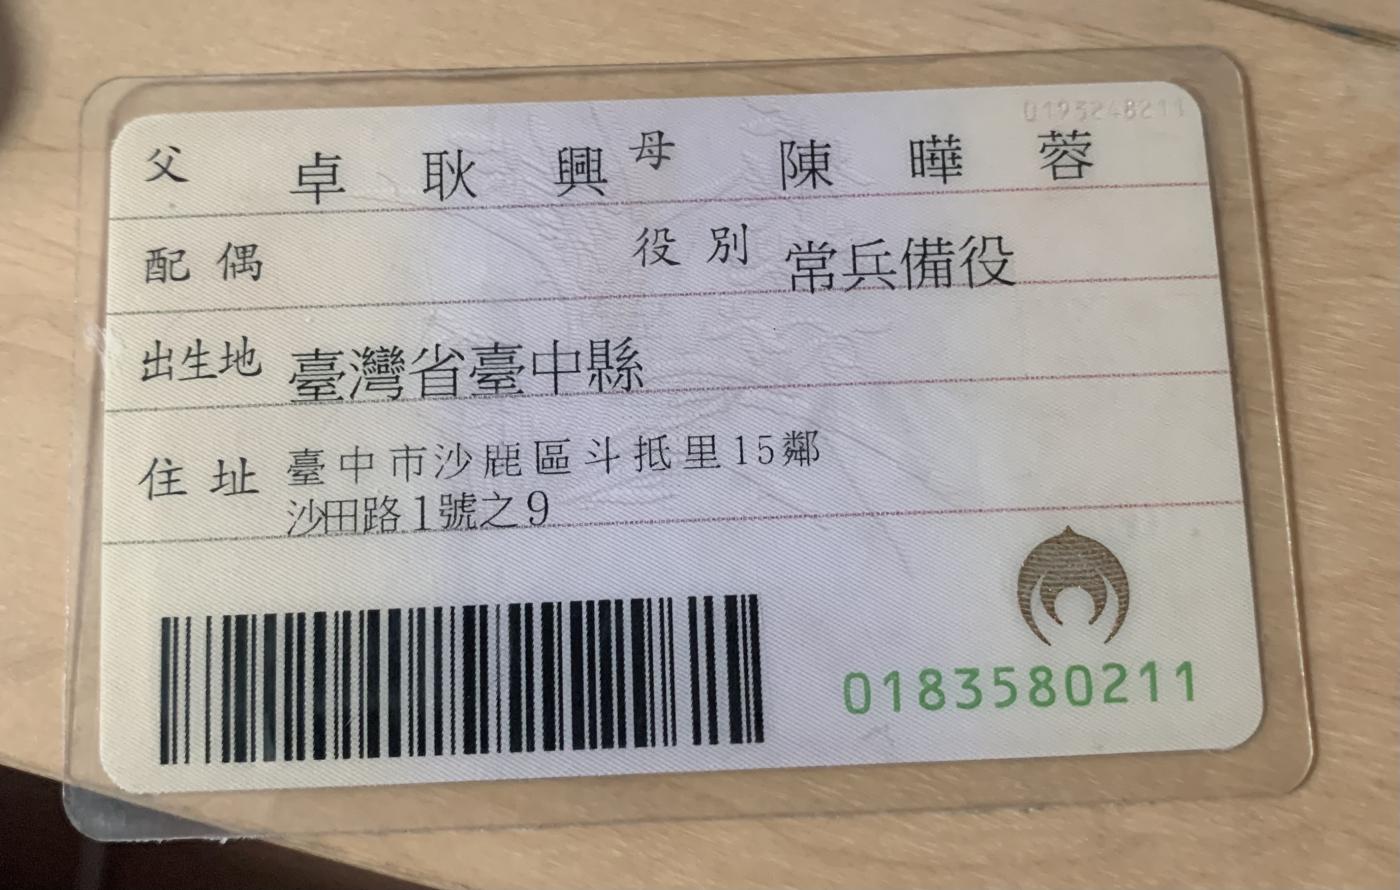 0193248211
父 卓耿興 母 陳曄蓉
配偶 役別 常兵備役
出生地 臺灣省臺中縣
住址 臺中市沙鹿區斗抵里15鄰
沙田路1號之9
0183580211